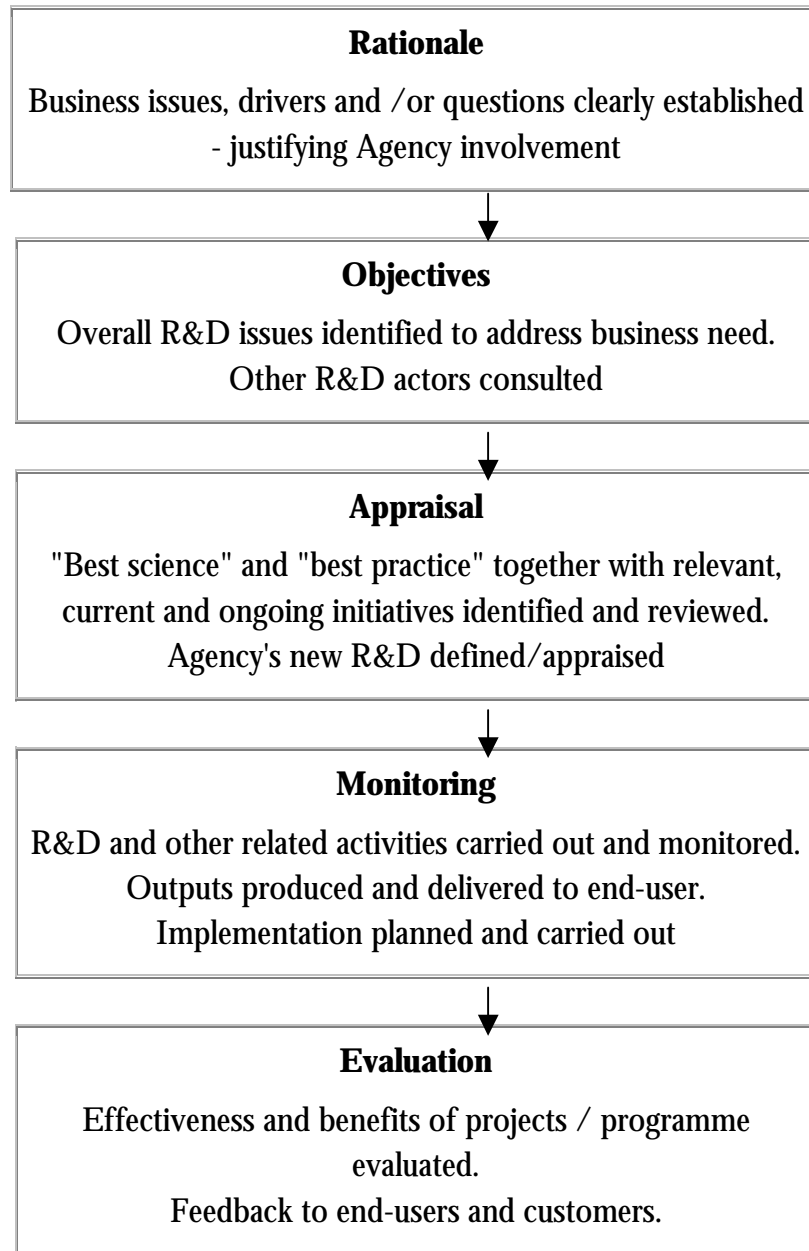 Rationale
Business issues, drivers and /or questions clearly established
- justifying Agency involvement
Objectives
Overall R&D issues identified to address business need.
Other R&D actors consulted
Appraisal
"Best science" and "best practice" together with relevant,
current and ongoing initiatives identified and reviewed.
Agency's new R&D defined/appraised
Monitoring
R&D and other related activities carried out and monitored.
Outputs produced and delivered to end-user.
Implementation planned and carried out
Evaluation
Effectiveness and benefits of projects / programme
evaluated.
Feedback to end-users and customers.